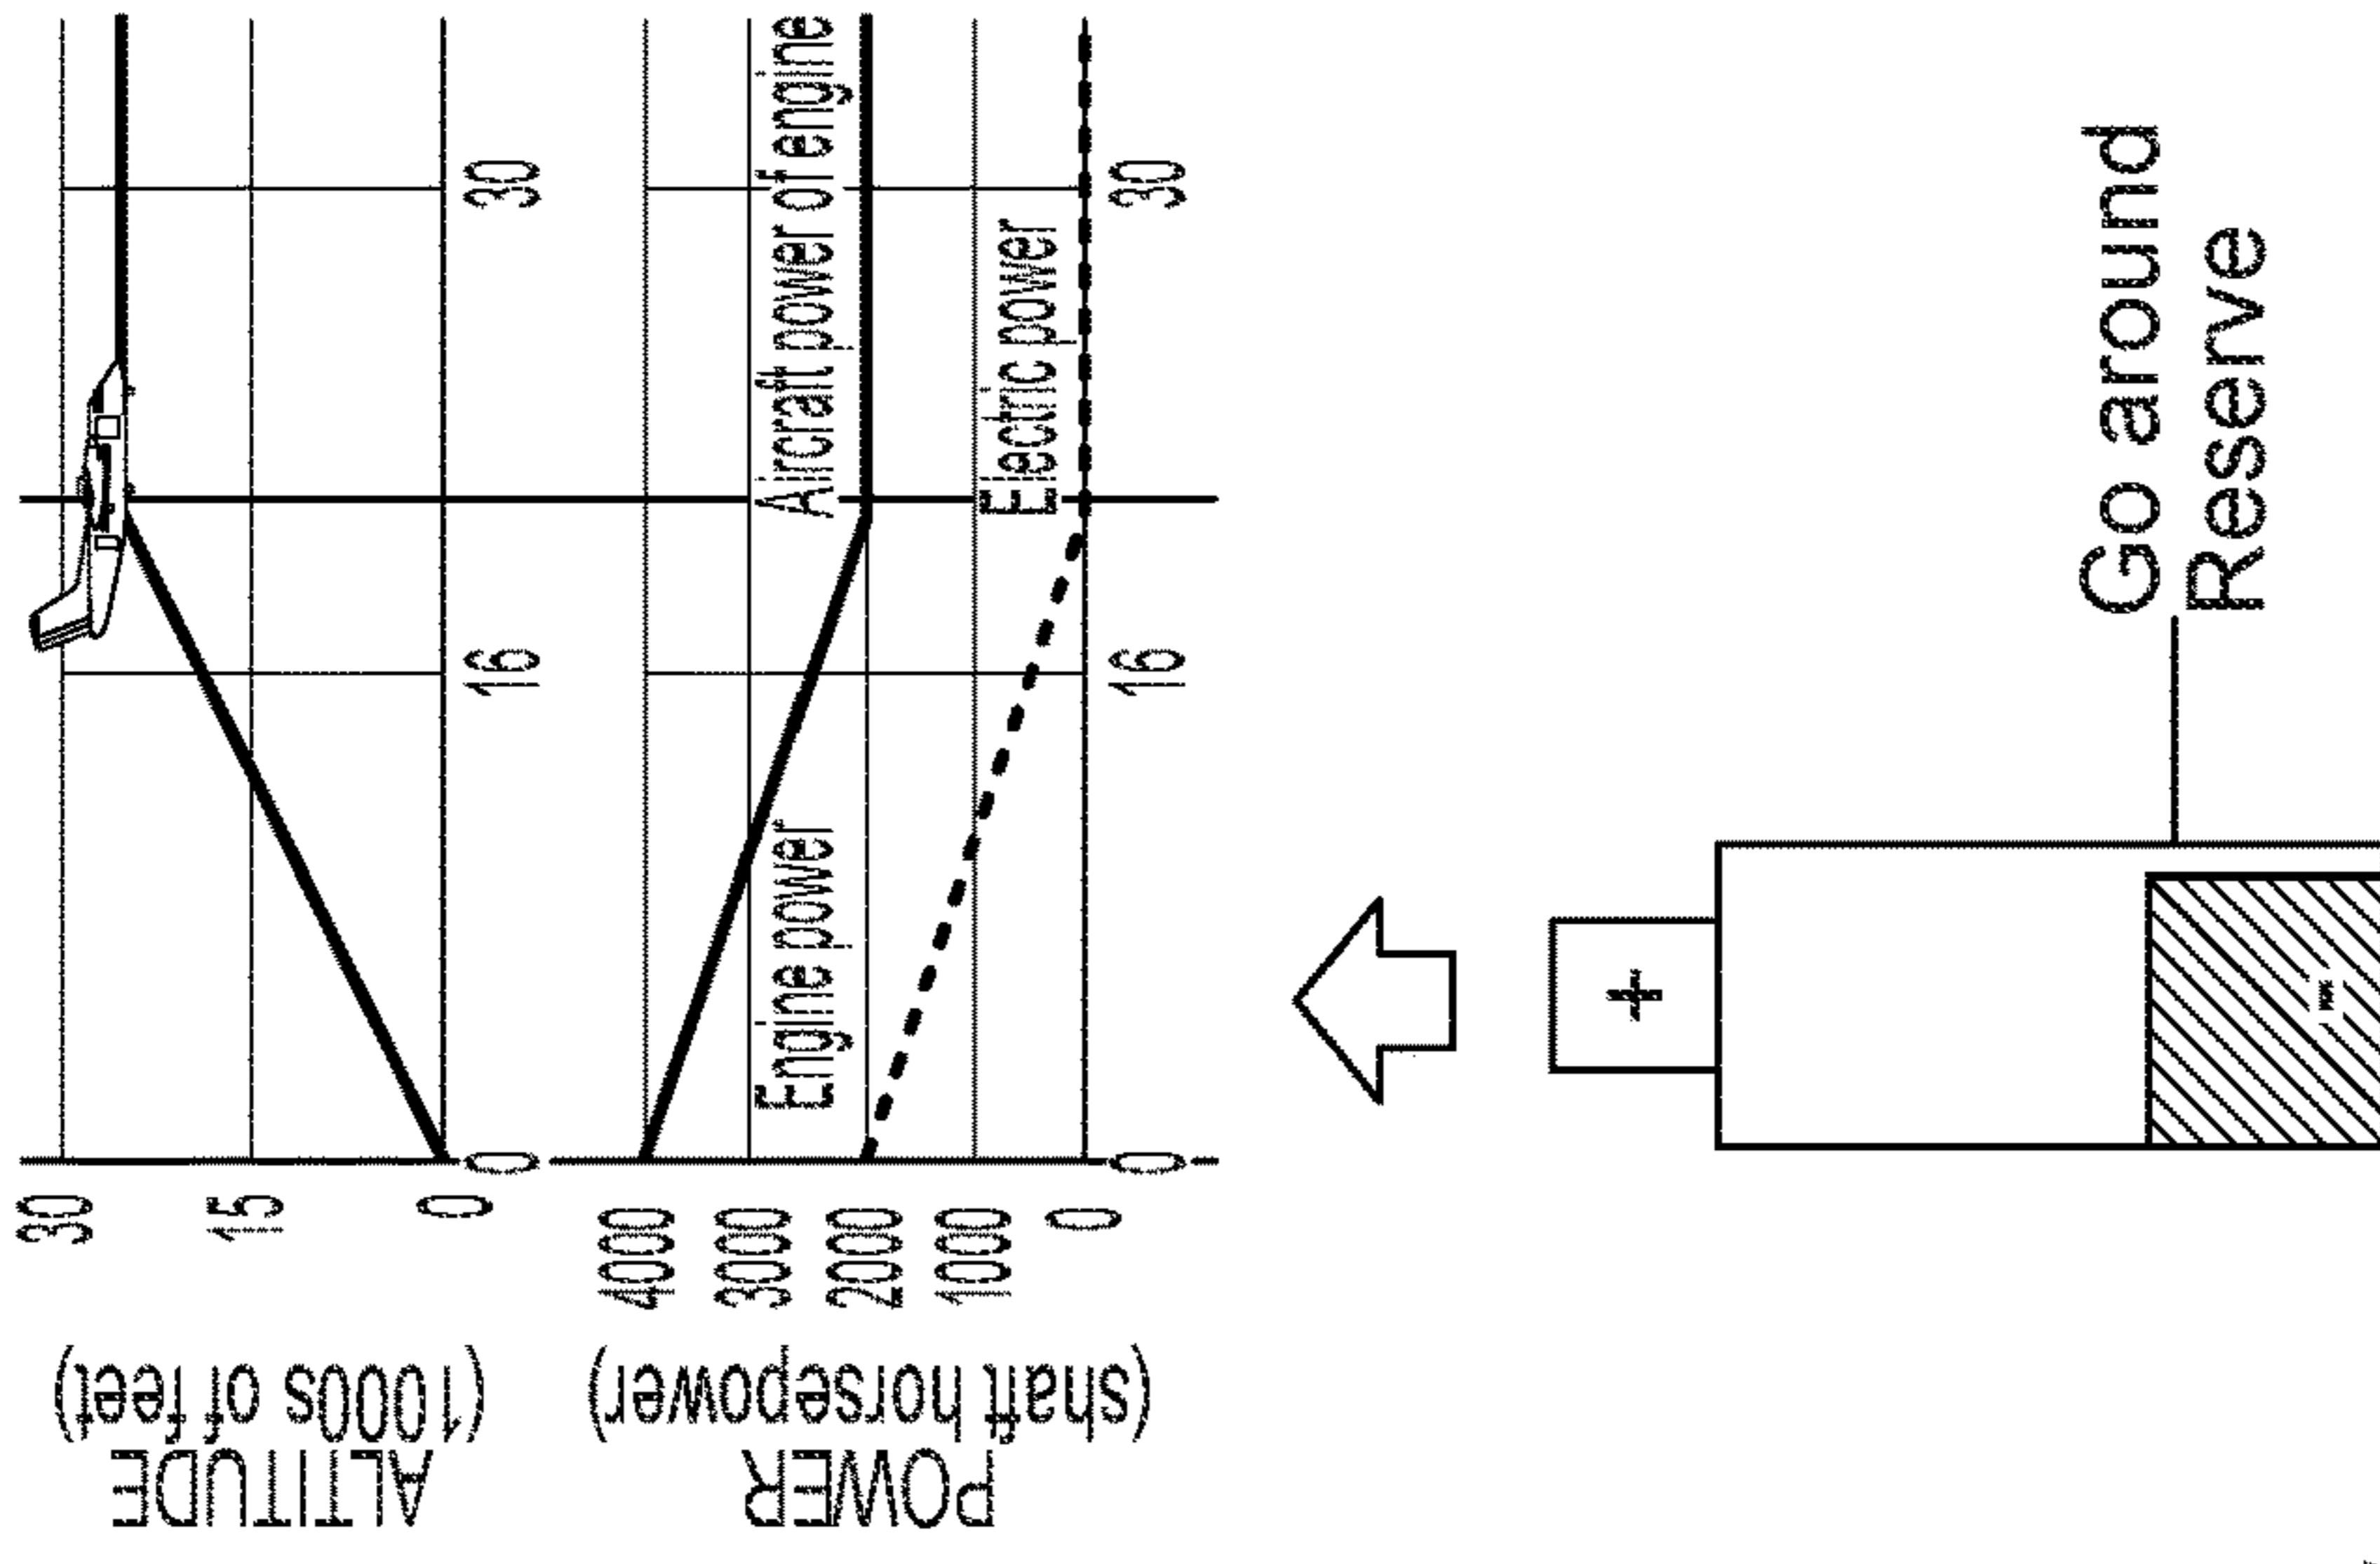 ALTITUDE
(1000s of feet)
30
15
0
0 16 30
POWER
(shaft horsepower)
4000
3000
2000
1000
0
Engine power
Aircraft power of engine
Electric power
0 16 30
+
Go around
Reserve